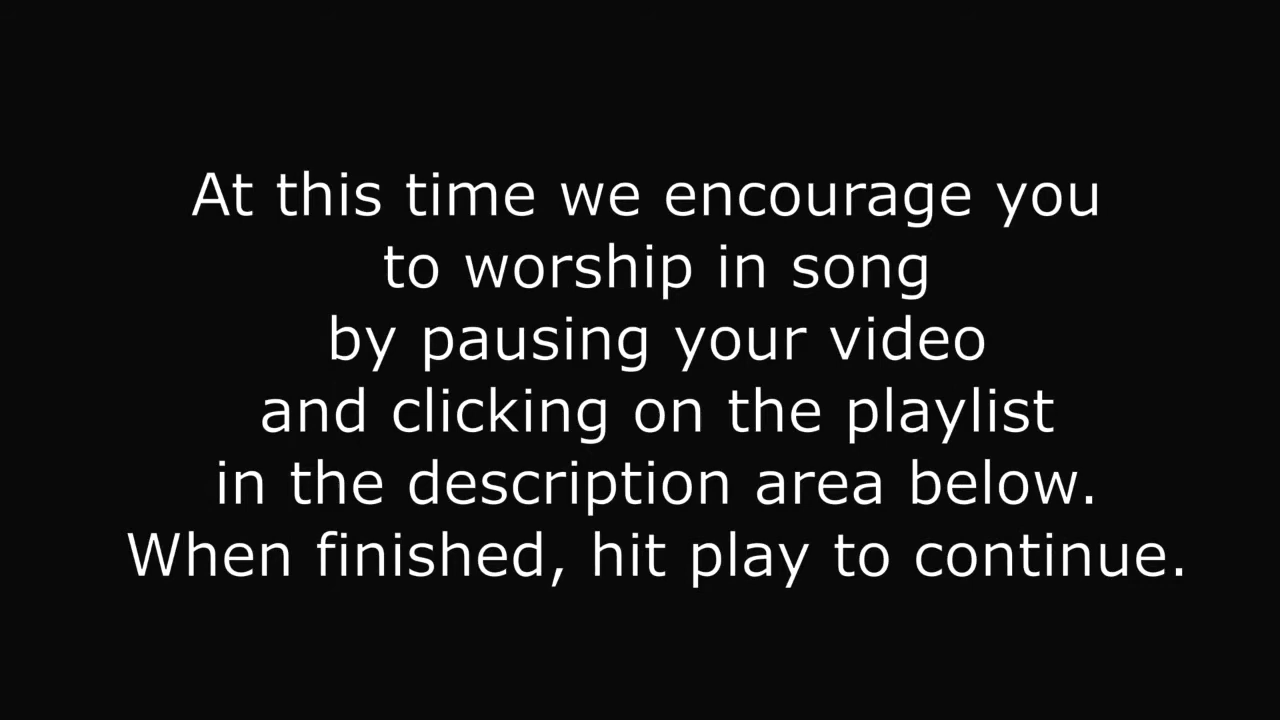 At this time we encourage you
to worship in song
by pausing your video
and clicking on the playlist
in the description area below.
When finished, hit play to continue.